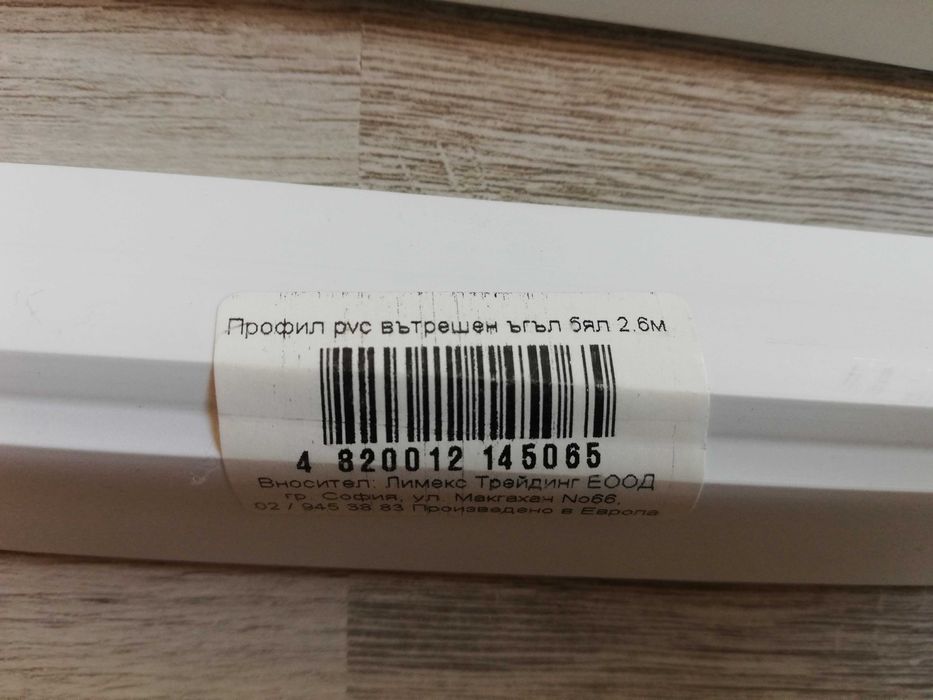 Профил pvc вътрешен ъгъл бял 2.6м
4 820012 145065
Вносител: Лимекс Трейдинг ЕООД
гр. София, ул. Макгахан No66,
02 / 945 38 83 Произведено в Европа